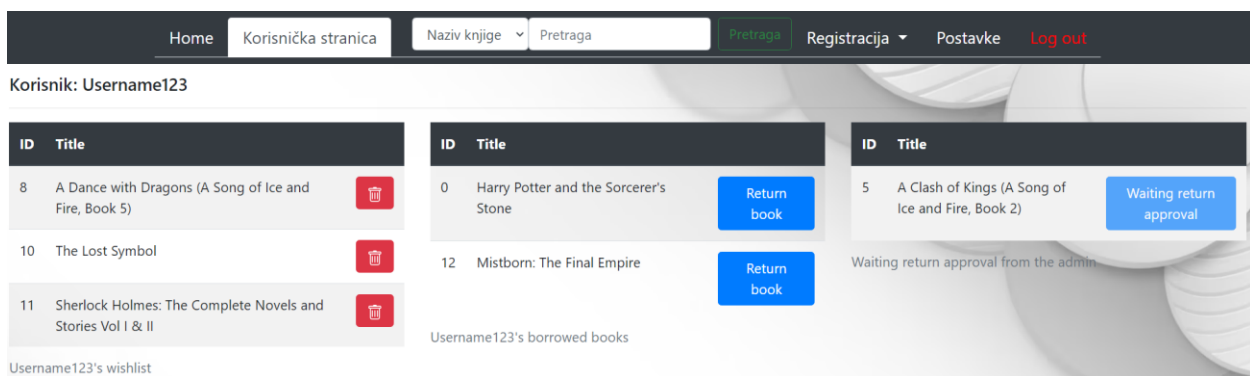 Home Korisnička stranica Naziv knjige Pretraga Pretraga Registracija Postavke Log out
Korisnik: Username123
ID Title
8 A Dance with Dragons (A Song of Ice and
Fire, Book 5)
10 The Lost Symbol
11 Sherlock Holmes: The Complete Novels and
Stories Vol I & II
Username123's wishlist
ID Title
0 Harry Potter and the Sorcerer's
Stone
Return
book
12 Mistborn: The Final Empire
Return
book
Username123's borrowed books
ID Title
5 A Clash of Kings (A Song of
Ice and Fire, Book 2)
Waiting return
approval
Waiting return approval from the admin